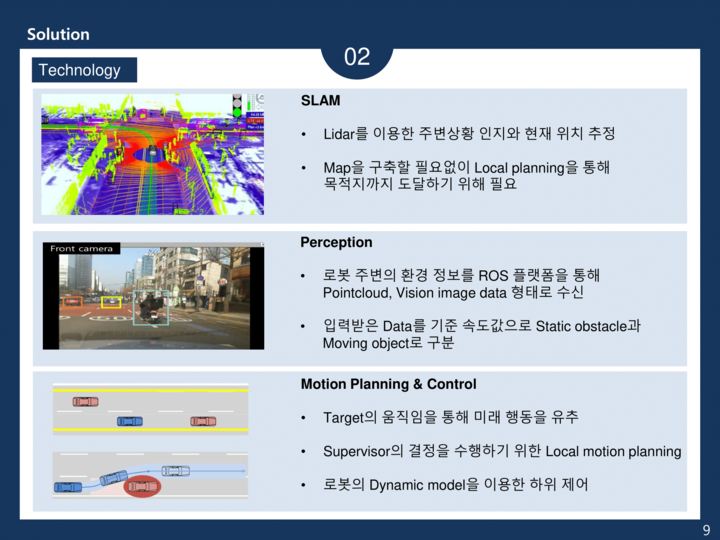 Solution
02
Technology
SLAM
• Lidar를 이용한 주변상황 인지와 현재 위치 추정
• Map을 구축할 필요없이 Local planning을 통해
목적지까지 도달하기 위해 필요
Front camera
Perception
• 로봇 주변의 환경 정보를 ROS 플랫폼을 통해
Pointcloud, Vision image data 형태로 수신
• 입력받은 Data를 기준 속도값으로 Static obstacle과
Moving object로 구분
Motion Planning & Control
• Target의 움직임을 통해 미래 행동을 유추
• Supervisor의 결정을 수행하기 위한 Local motion planning
• 로봇의 Dynamic model을 이용한 하위 제어
9